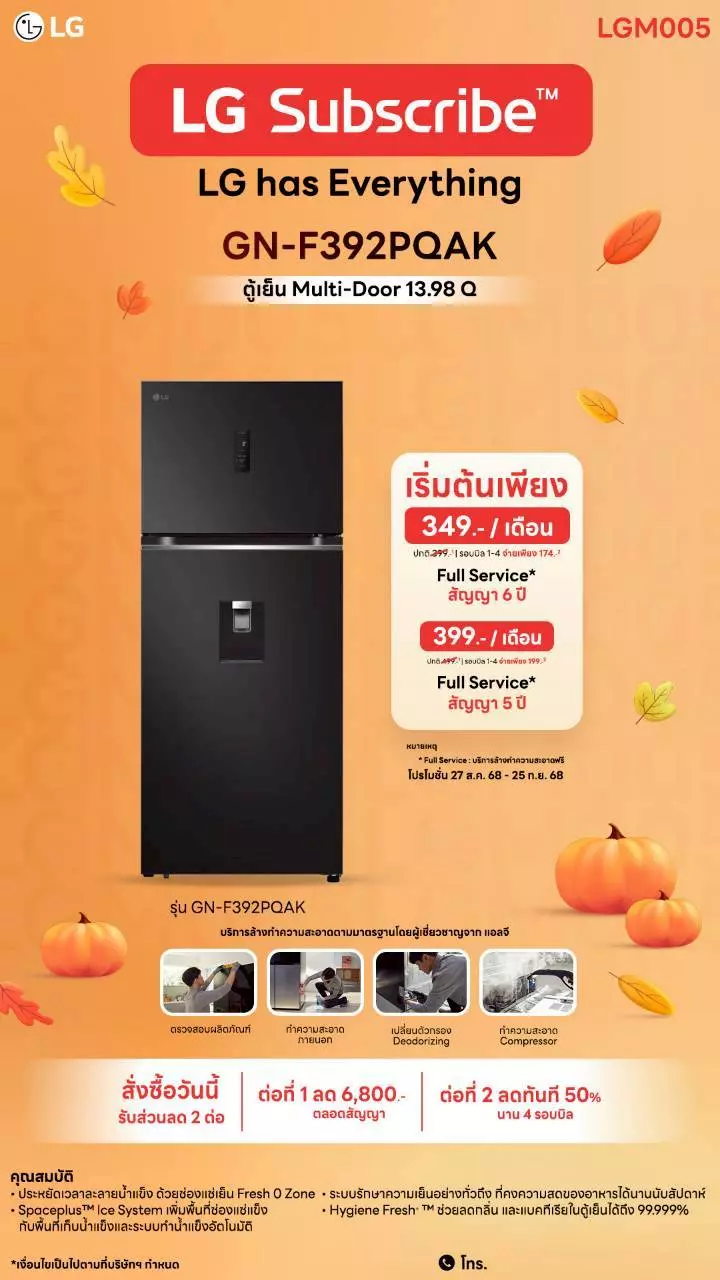 LG
LGM005
LG Subscribe™
LG has Everything
GN-F392PQAK
ตู้เย็น Multi-Door 13.98 Q
LG
เริ่มต้นเพียง
349.- / เดือน
ปกติ 399.-¹ | รอบบิล 1-4 จ่ายเพียง 174.-²
Full Service*
สัญญา 6 ปี
399.- / เดือน
ปกติ 499.-¹ | รอบบิล 1-4 จ่ายเพียง 199.-²
Full Service*
สัญญา 5 ปี
หมายเหตุ
* Full Service : บริการล้างทำความสะอาดฟรี
โปรโมชั่น 27 ส.ค. 68 - 25 ก.ย. 68
รุ่น GN-F392PQAK
บริการล้างทำความสะอาดตามมาตรฐานโดยผู้เชี่ยวชาญจาก แอลจี
ตรวจสอบผลิตภัณฑ์
ทำความสะอาด
ภายนอก
เปลี่ยนตัวกรอง
Deodorizing
ทำความสะอาด
Compressor
สั่งซื้อวันนี้
รับส่วนลด 2 ต่อ
ต่อที่ 1 ลด 6,800.-
ตลอดสัญญา
ต่อที่ 2 ลดทันที 50%
นาน 4 รอบบิล
คุณสมบัติ
• ประหยัดเวลาละลายน้ำแข็ง ด้วยช่องแช่เย็น Fresh 0 Zone
• Spaceplus™ Ice System เพิ่มพื้นที่ช่องแช่แข็ง
กับพื้นที่เก็บน้ำแข็งและระบบทำน้ำแข็งอัตโนมัติ
• ระบบรักษาความเย็นอย่างทั่วถึง ที่คงความสดของอาหารได้นานนับสัปดาห์
• Hygiene Fresh⁺ ™ ช่วยลดกลิ่น และแบคทีเรียในตู้เย็นได้ถึง 99.999%
*เงื่อนไขเป็นไปตามที่บริษัทฯ กำหนด
โทร.